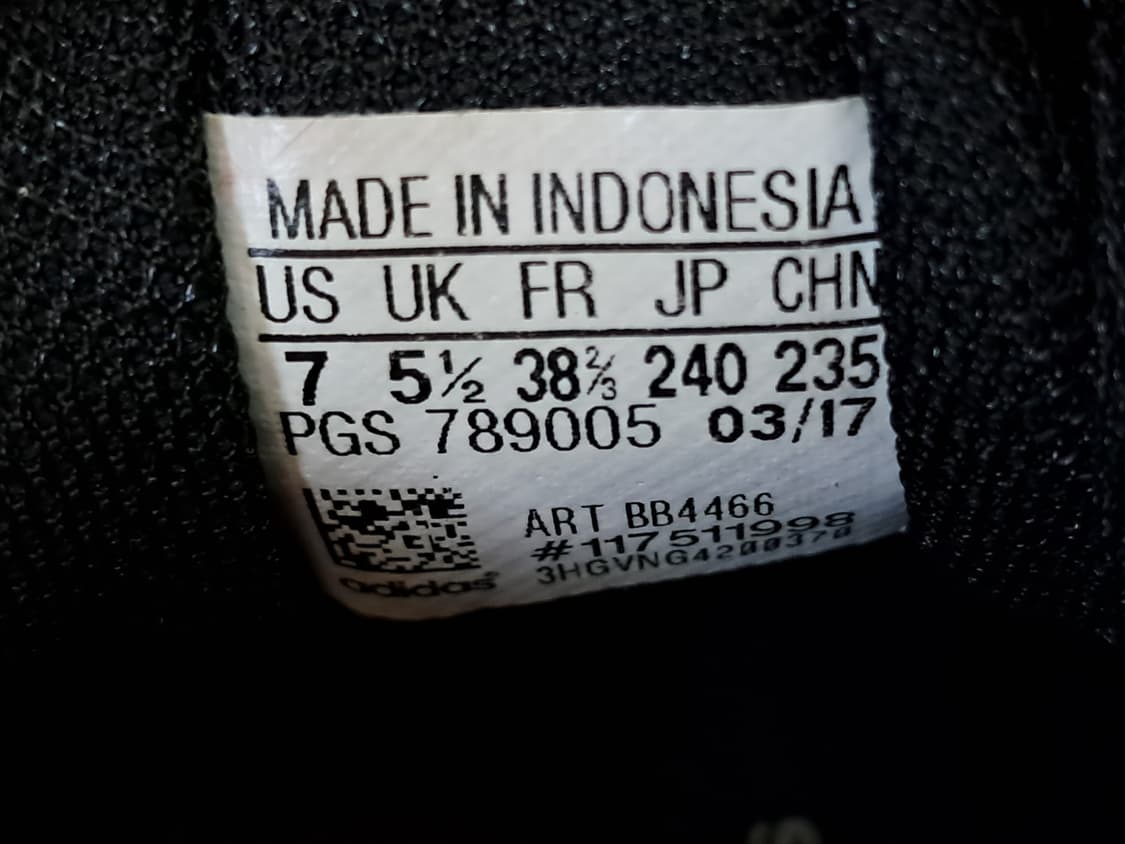 MADE IN INDONESIA
US UK FR JP CHN
7 5½ 38⅔ 240 235
PGS 789005 03/17
ART BB4466
#117511998
3HGVNG4200370
adidas